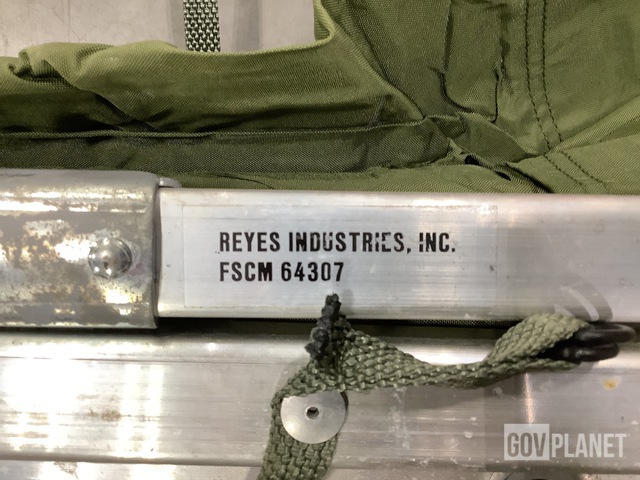 REYES INDUSTRIES, INC.
FSCM 64307
GOVPLANET